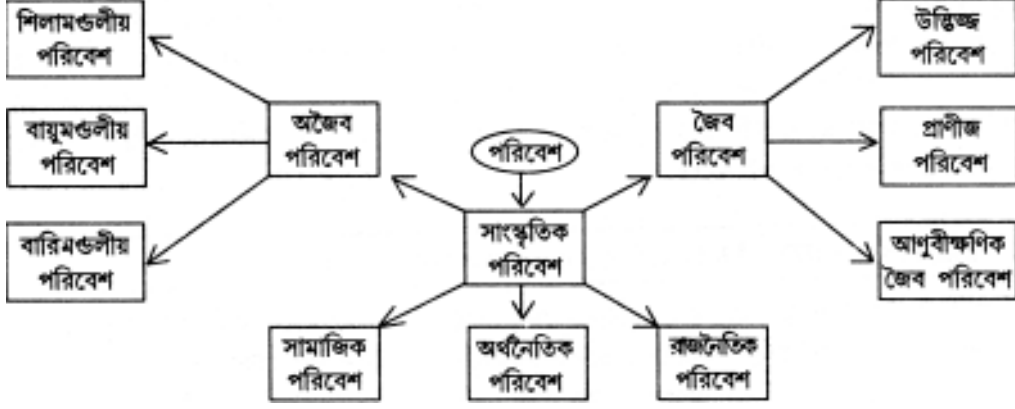 শিলামণ্ডলীয়
পরিবেশ
উদ্ভিজ্জ
পরিবেশ
বায়ুমণ্ডলীয়
পরিবেশ
অজৈব
পরিবেশ
পরিবেশ
জৈব
পরিবেশ
প্রাণীজ
পরিবেশ
বারিমণ্ডলীয়
পরিবেশ
সাংস্কৃতিক
পরিবেশ
আণুবীক্ষণিক
জৈব পরিবেশ
সামাজিক
পরিবেশ
অর্থনৈতিক
পরিবেশ
রাজনৈতিক
পরিবেশ